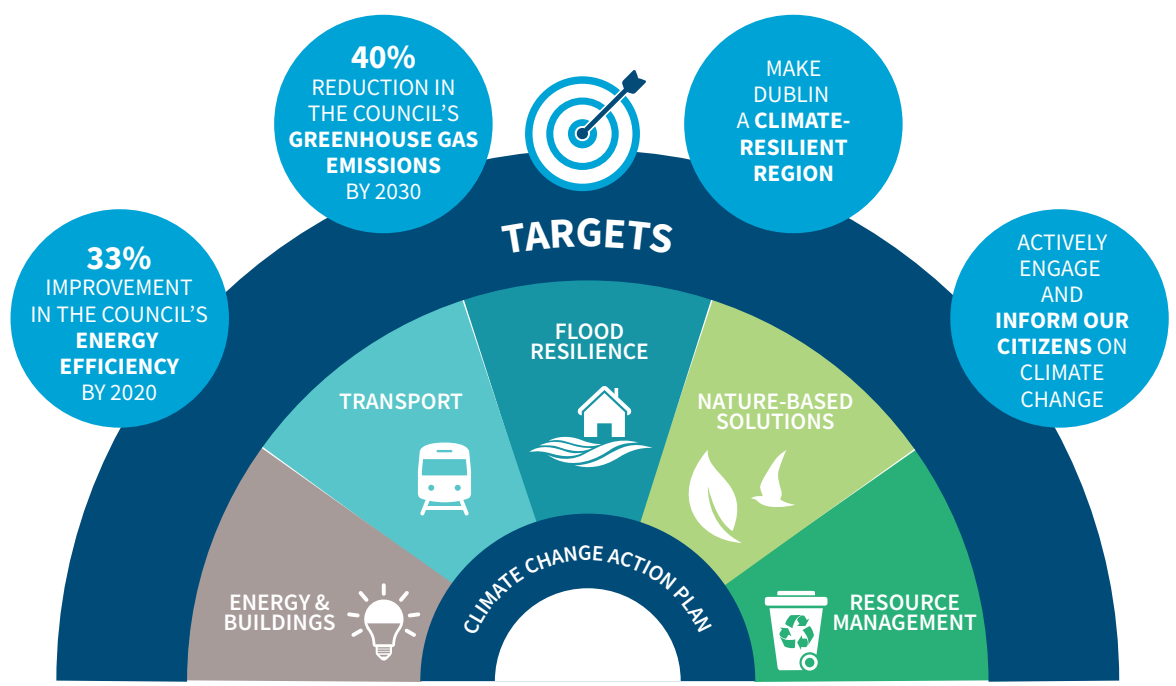 40%
REDUCTION IN
THE COUNCIL'S
GREENHOUSE GAS
EMISSIONS
BY 2030
MAKE
DUBLIN
A CLIMATE-
RESILIENT
REGION
33%
IMPROVEMENT
IN THE COUNCIL'S
ENERGY
EFFICIENCY
BY 2020
TARGETS
ACTIVELY
ENGAGE
AND
INFORM OUR
CITIZENS ON
CLIMATE
CHANGE
ENERGY &
BUILDINGS
TRANSPORT
FLOOD
RESILIENCE
NATURE-BASED
SOLUTIONS
RESOURCE
MANAGEMENT
CLIMATE CHANGE ACTION PLAN